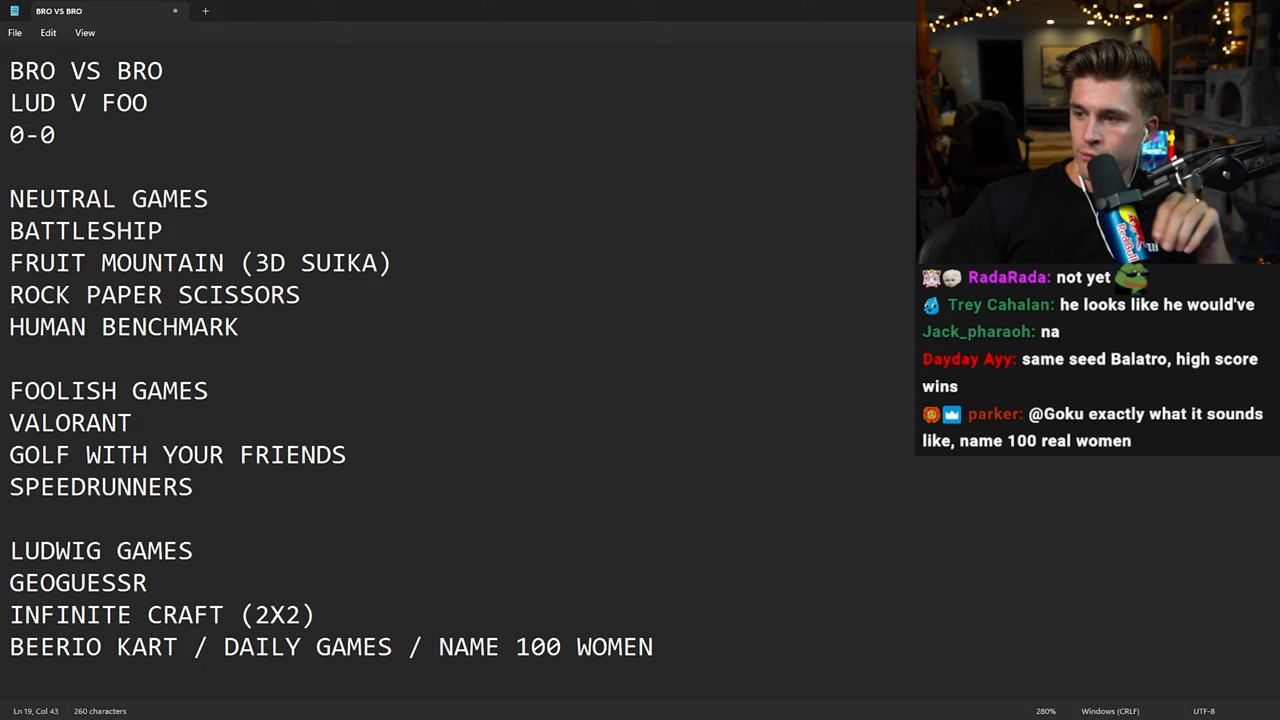 BRO VS BRO
File Edit View
BRO VS BRO
LUD V FOO
0-0
NEUTRAL GAMES
BATTLESHIP
FRUIT MOUNTAIN (3D SUIKA)
ROCK PAPER SCISSORS
HUMAN BENCHMARK
FOOLISH GAMES
VALORANT
GOLF WITH YOUR FRIENDS
SPEEDRUNNERS
LUDWIG GAMES
GEOGUESSR
INFINITE CRAFT (2X2)
BEERIO KART / DAILY GAMES / NAME 100 WOMEN
Ln 19, Col 43 260 characters 280% Windows (CRLF) UTF-8
Red Bull
RadaRada: not yet
Trey Cahalan: he looks like he would've
Jack_pharaoh: na
Dayday Ayy: same seed Balatro, high score
wins
parker: @Goku exactly what it sounds
like, name 100 real women